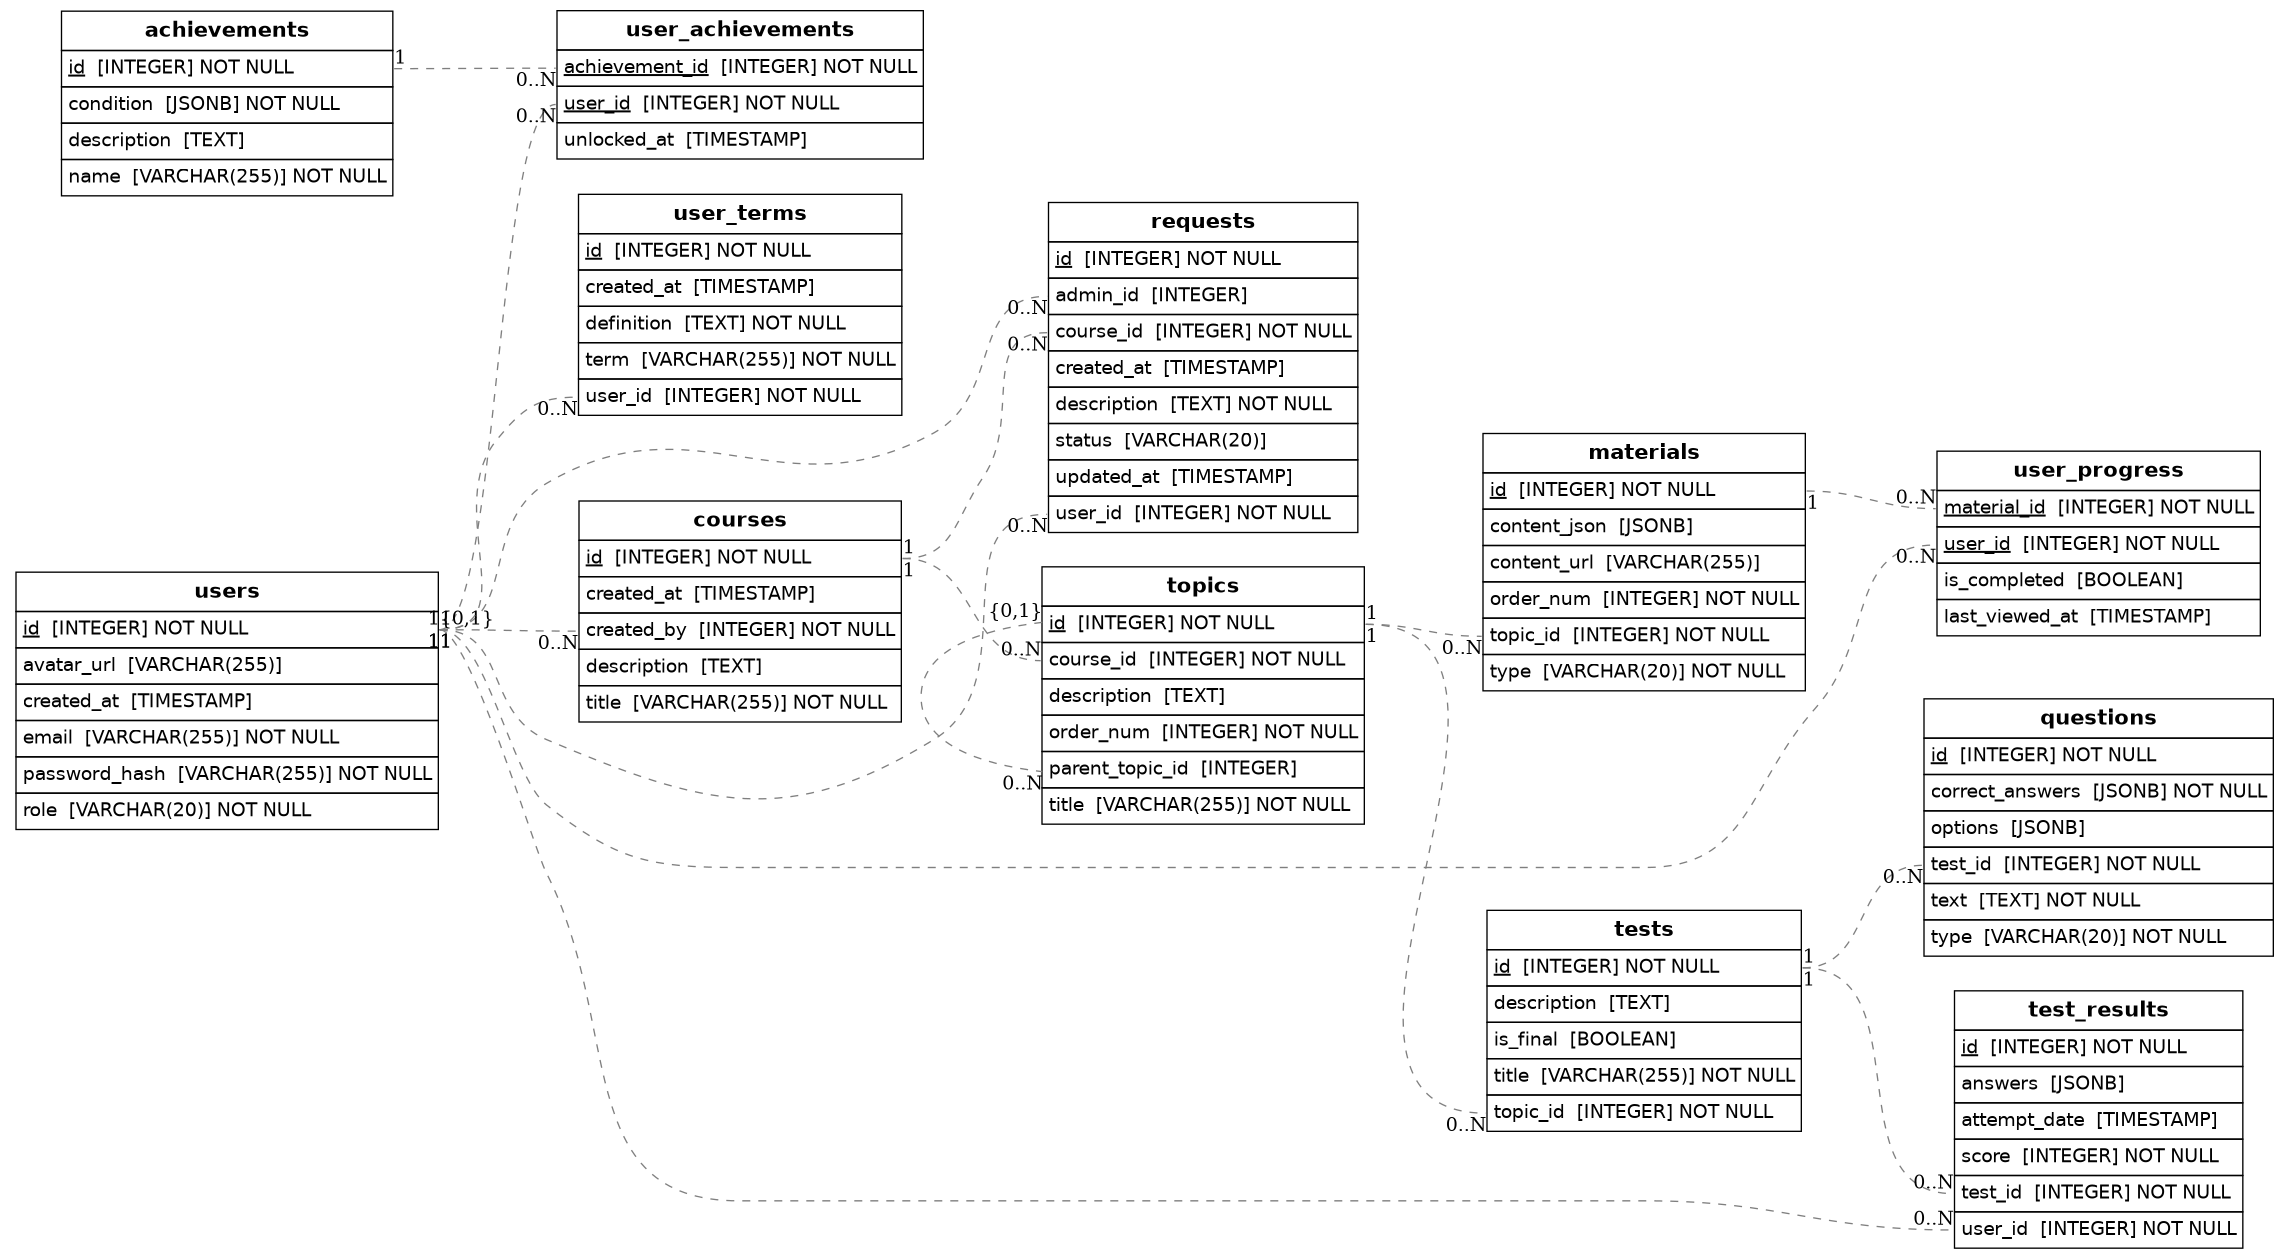 achievements
id [INTEGER] NOT NULL
condition [JSONB] NOT NULL
description [TEXT]
name [VARCHAR(255)] NOT NULL
1
0..N
user_achievements
achievement_id [INTEGER] NOT NULL
user_id [INTEGER] NOT NULL
unlocked_at [TIMESTAMP]
0..N
user_terms
id [INTEGER] NOT NULL
created_at [TIMESTAMP]
definition [TEXT] NOT NULL
term [VARCHAR(255)] NOT NULL
user_id [INTEGER] NOT NULL
0..N
requests
id [INTEGER] NOT NULL
admin_id [INTEGER]
course_id [INTEGER] NOT NULL
created_at [TIMESTAMP]
description [TEXT] NOT NULL
status [VARCHAR(20)]
updated_at [TIMESTAMP]
user_id [INTEGER] NOT NULL
0..N
0..N
0..N
users
id [INTEGER] NOT NULL
avatar_url [VARCHAR(255)]
created_at [TIMESTAMP]
email [VARCHAR(255)] NOT NULL
password_hash [VARCHAR(255)] NOT NULL
role [VARCHAR(20)] NOT NULL
{0,1}
11
courses
id [INTEGER] NOT NULL
created_at [TIMESTAMP]
created_by [INTEGER] NOT NULL
description [TEXT]
title [VARCHAR(255)] NOT NULL
0..N
1
1
topics
id [INTEGER] NOT NULL
course_id [INTEGER] NOT NULL
description [TEXT]
order_num [INTEGER] NOT NULL
parent_topic_id [INTEGER]
title [VARCHAR(255)] NOT NULL
{0,1}
0..N
0..N
1
1
materials
id [INTEGER] NOT NULL
content_json [JSONB]
content_url [VARCHAR(255)]
order_num [INTEGER] NOT NULL
topic_id [INTEGER] NOT NULL
type [VARCHAR(20)] NOT NULL
0..N
1
user_progress
material_id [INTEGER] NOT NULL
user_id [INTEGER] NOT NULL
is_completed [BOOLEAN]
last_viewed_at [TIMESTAMP]
0..N
0..N
questions
id [INTEGER] NOT NULL
correct_answers [JSONB] NOT NULL
options [JSONB]
test_id [INTEGER] NOT NULL
text [TEXT] NOT NULL
type [VARCHAR(20)] NOT NULL
0..N
tests
id [INTEGER] NOT NULL
description [TEXT]
is_final [BOOLEAN]
title [VARCHAR(255)] NOT NULL
topic_id [INTEGER] NOT NULL
0..N
1
1
test_results
id [INTEGER] NOT NULL
answers [JSONB]
attempt_date [TIMESTAMP]
score [INTEGER] NOT NULL
test_id [INTEGER] NOT NULL
user_id [INTEGER] NOT NULL
0..N
0..N